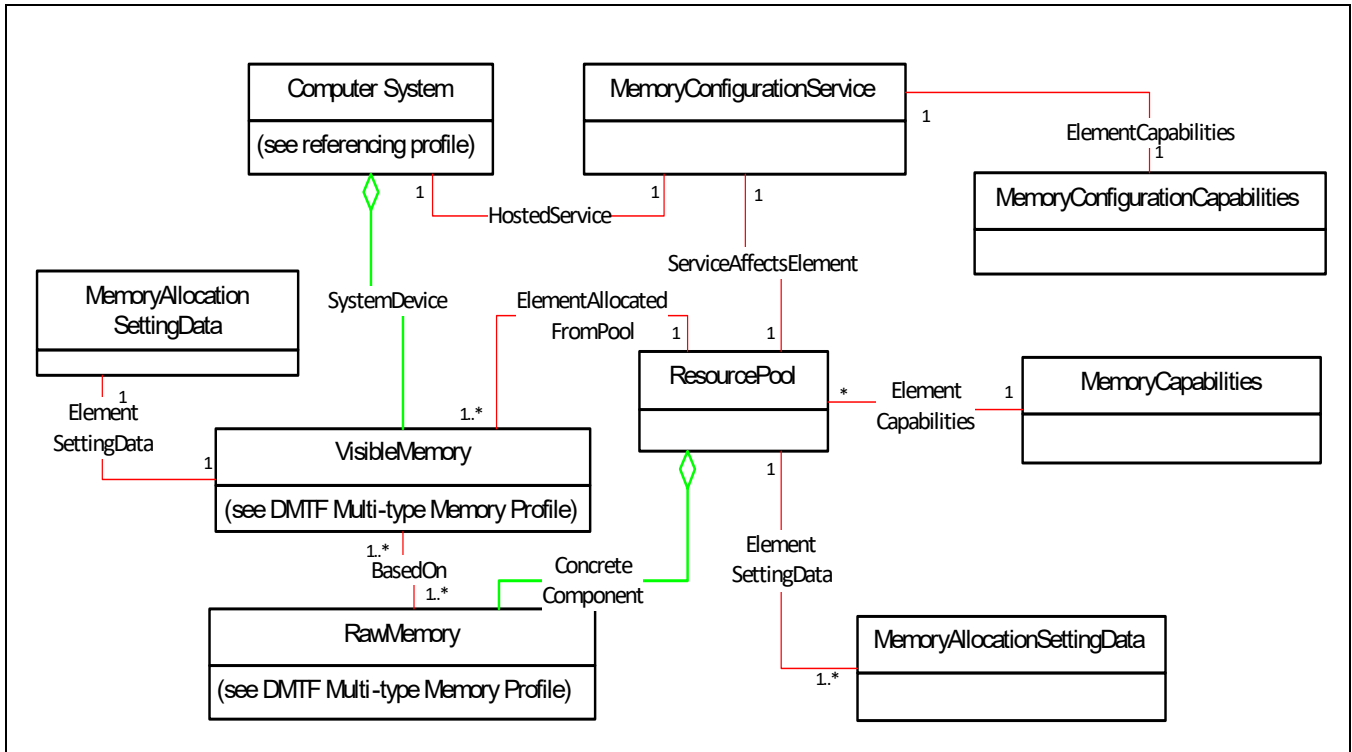 Computer System
(see referencing profile)
MemoryConfigurationService
1
ElementCapabilities
1
MemoryConfigurationCapabilities
1
HostedService
1
1
ServiceAffectsElement
1
MemoryAllocation
SettingData
SystemDevice
ElementAllocated
FromPool
1
1..*
ResourcePool
*
Element
Capabilities
1
MemoryCapabilities
1
Element
SettingData
1
VisibleMemory
(see DMTF Multi-type Memory Profile)
1
Element
SettingData
1..*
1..*
BasedOn
1..*
Concrete
Component
RawMemory
(see DMTF Multi-type Memory Profile)
MemoryAllocationSettingData